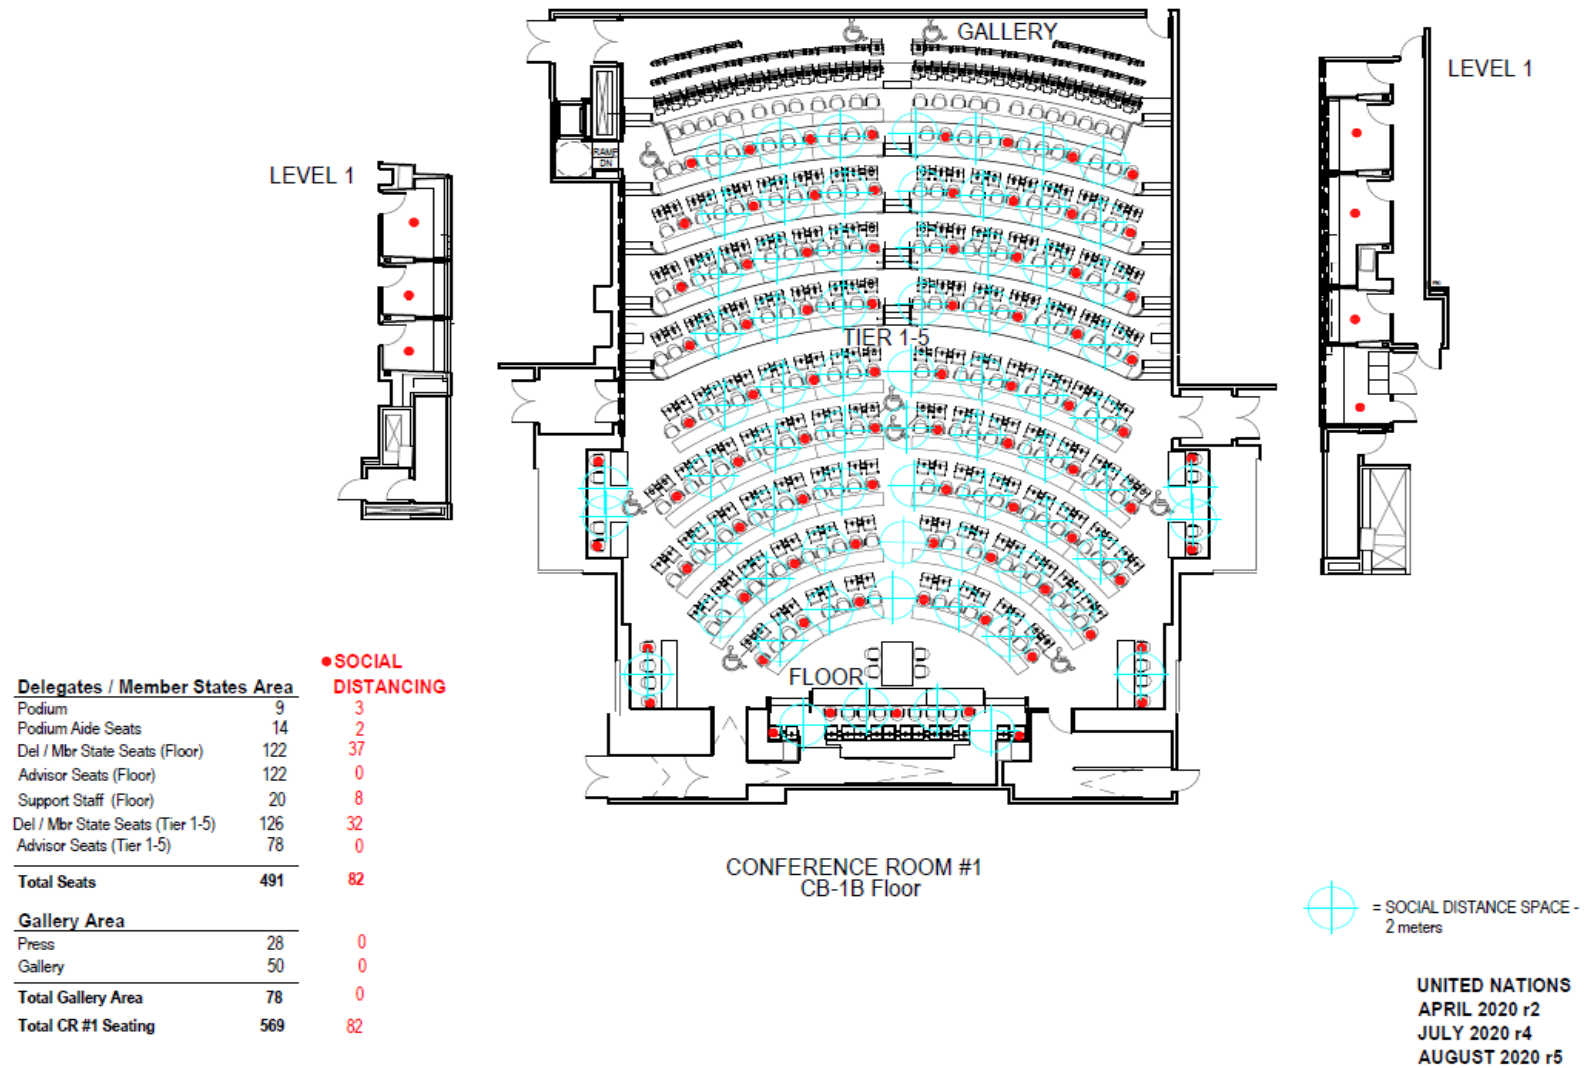 GALLERY
LEVEL 1
RAMP
DN
LEVEL 1
TIER 1-5
FLOOR
SOCIAL
DISTANCING
Delegates / Member States Area
Podium 9 3
Podium Aide Seats 14 2
Del / Mbr State Seats (Floor) 122 37
Advisor Seats (Floor) 122 0
Support Staff (Floor) 20 8
Del / Mbr State Seats (Tier 1-5) 126 32
Advisor Seats (Tier 1-5) 78 0
Total Seats 491 82
Gallery Area
Press 28 0
Gallery 50 0
Total Gallery Area 78 0
Total CR #1 Seating 569 82
CONFERENCE ROOM #1
CB-1B Floor
= SOCIAL DISTANCE SPACE -
2 meters
UNITED NATIONS
APRIL 2020 r2
JULY 2020 r4
AUGUST 2020 r5